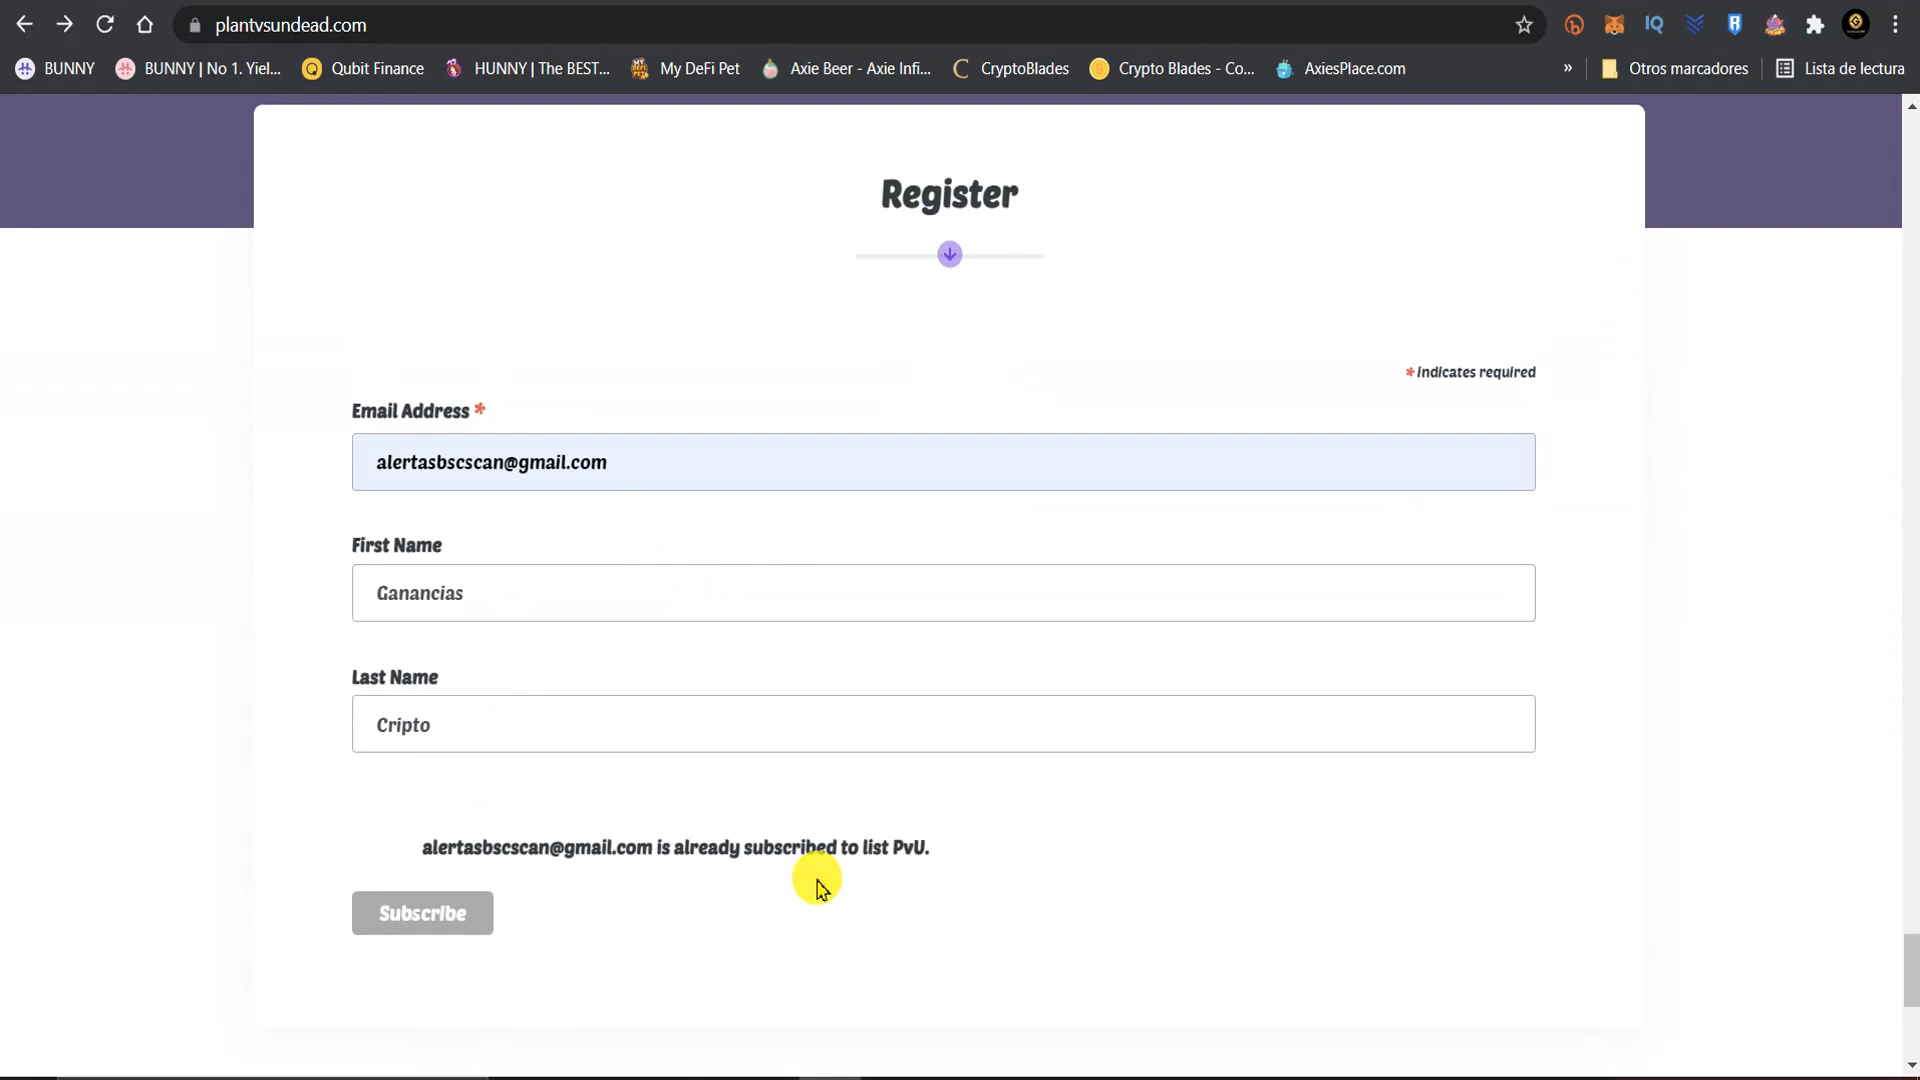 plantvsundead.com
BUNNY
BUNNY | No 1. Yiel...
Qubit Finance
HUNNY | The BEST...
My DeFi Pet
Axie Beer - Axie Infi...
CryptoBlades
Crypto Blades - Co...
AxiesPlace.com
»
Otros marcadores
Lista de lectura
Register
* indicates required
Email Address *
alertasbscscan@gmail.com
First Name
Ganancias
Last Name
Cripto
alertasbscscan@gmail.com is already subscribed to list PvU.
Subscribe